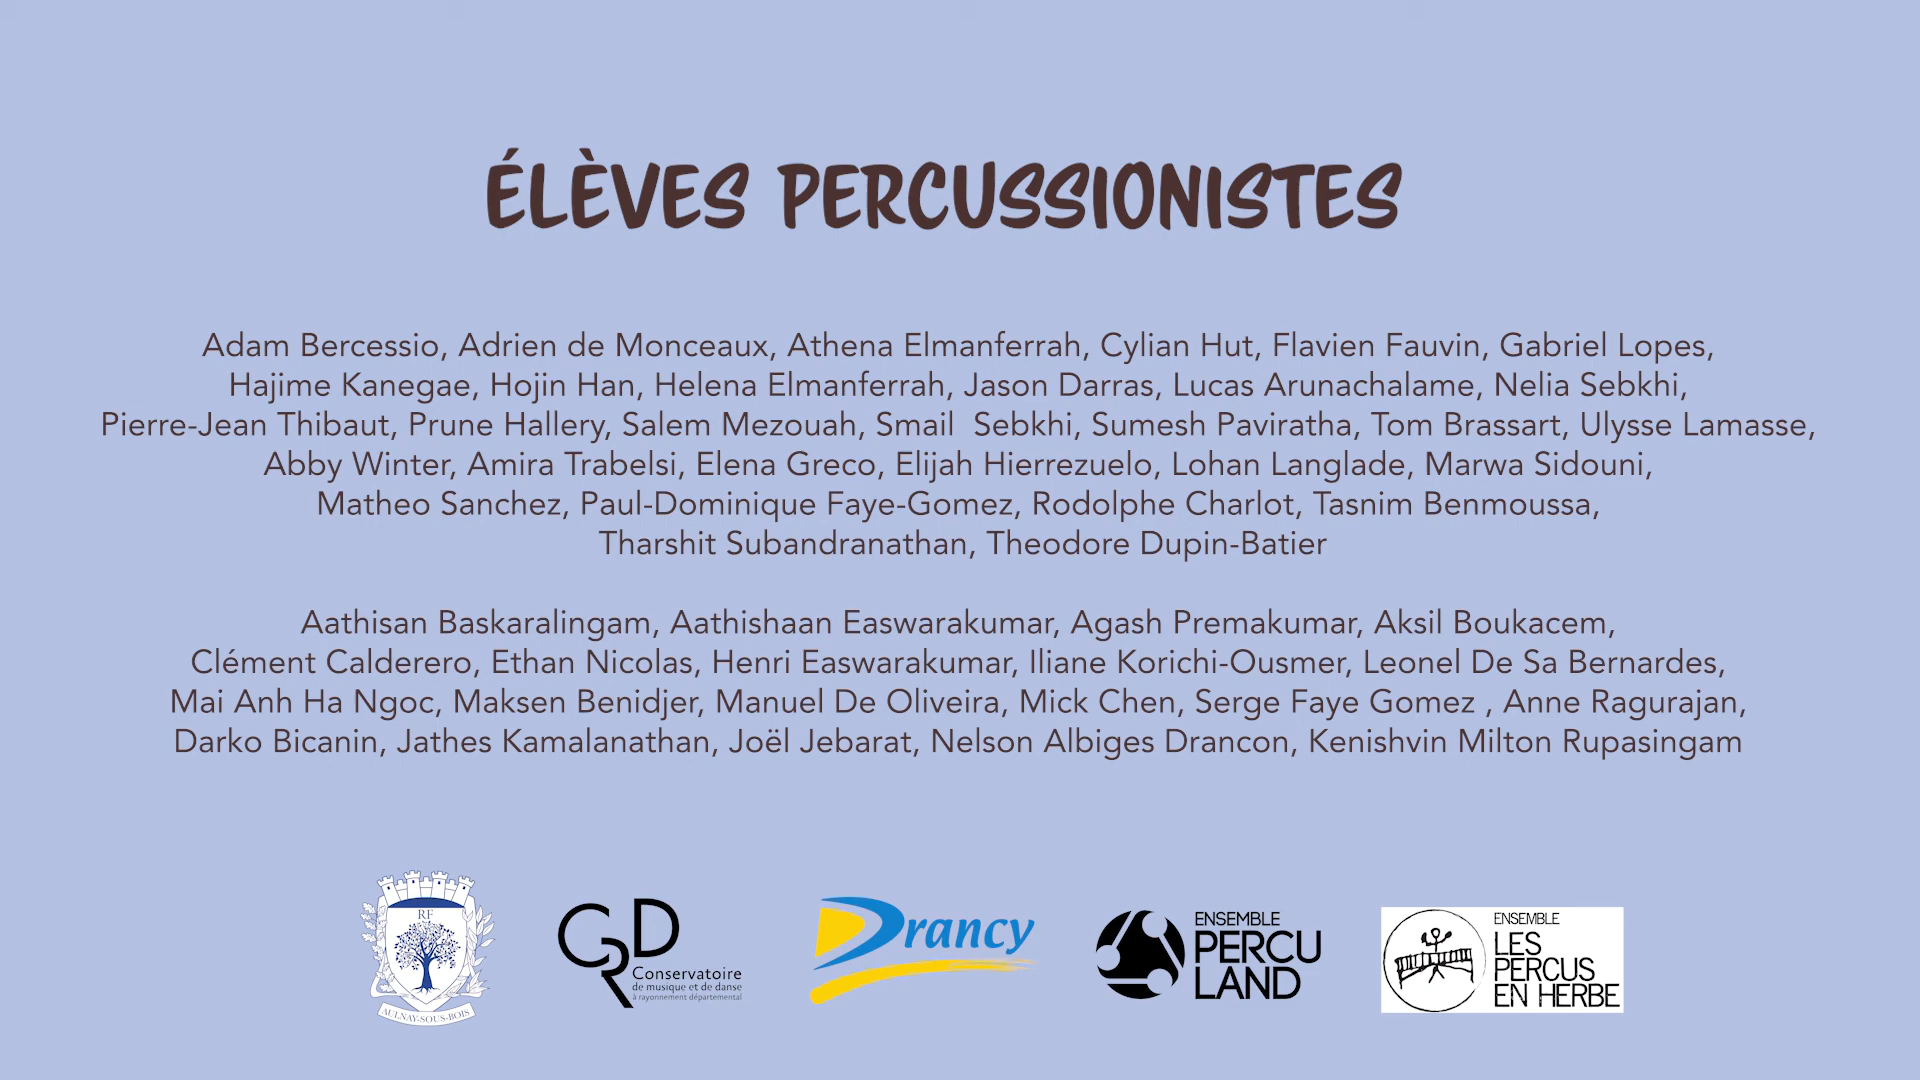 ÉLÈVES PERCUSSIONISTES
Adam Bercessio, Adrien de Monceaux, Athena Elmanferrah, Cylian Hut, Flavien Fauvin, Gabriel Lopes,
Hajime Kanegae, Hojin Han, Helena Elmanferrah, Jason Darras, Lucas Arunachalame, Nelia Sebkhi,
Pierre-Jean Thibaut, Prune Hallery, Salem Mezouah, Smail  Sebkhi, Sumesh Paviratha, Tom Brassart, Ulysse Lamasse,
Abby Winter, Amira Trabelsi, Elena Greco, Elijah Hierrezuelo, Lohan Langlade, Marwa Sidouni,
Matheo Sanchez, Paul-Dominique Faye-Gomez, Rodolphe Charlot, Tasnim Benmoussa,
Tharshit Subandranathan, Theodore Dupin-Batier
Aathisan Baskaralingam, Aathishaan Easwarakumar, Agash Premakumar, Aksil Boukacem,
Clément Calderero, Ethan Nicolas, Henri Easwarakumar, Iliane Korichi-Ousmer, Leonel De Sa Bernardes,
Mai Anh Ha Ngoc, Maksen Benidjer, Manuel De Oliveira, Mick Chen, Serge Faye Gomez , Anne Ragurajan,
Darko Bicanin, Jathes Kamalanathan, Joël Jebarat, Nelson Albiges Drancon, Kenishvin Milton Rupasingam
RF
AULNAY-SOUS-BOIS
CRD
Conservatoire
de musique et de danse
à rayonnement départemental
Drancy
ENSEMBLE
PERCU
LAND
ENSEMBLE
LES
PERCUS
EN HERBE